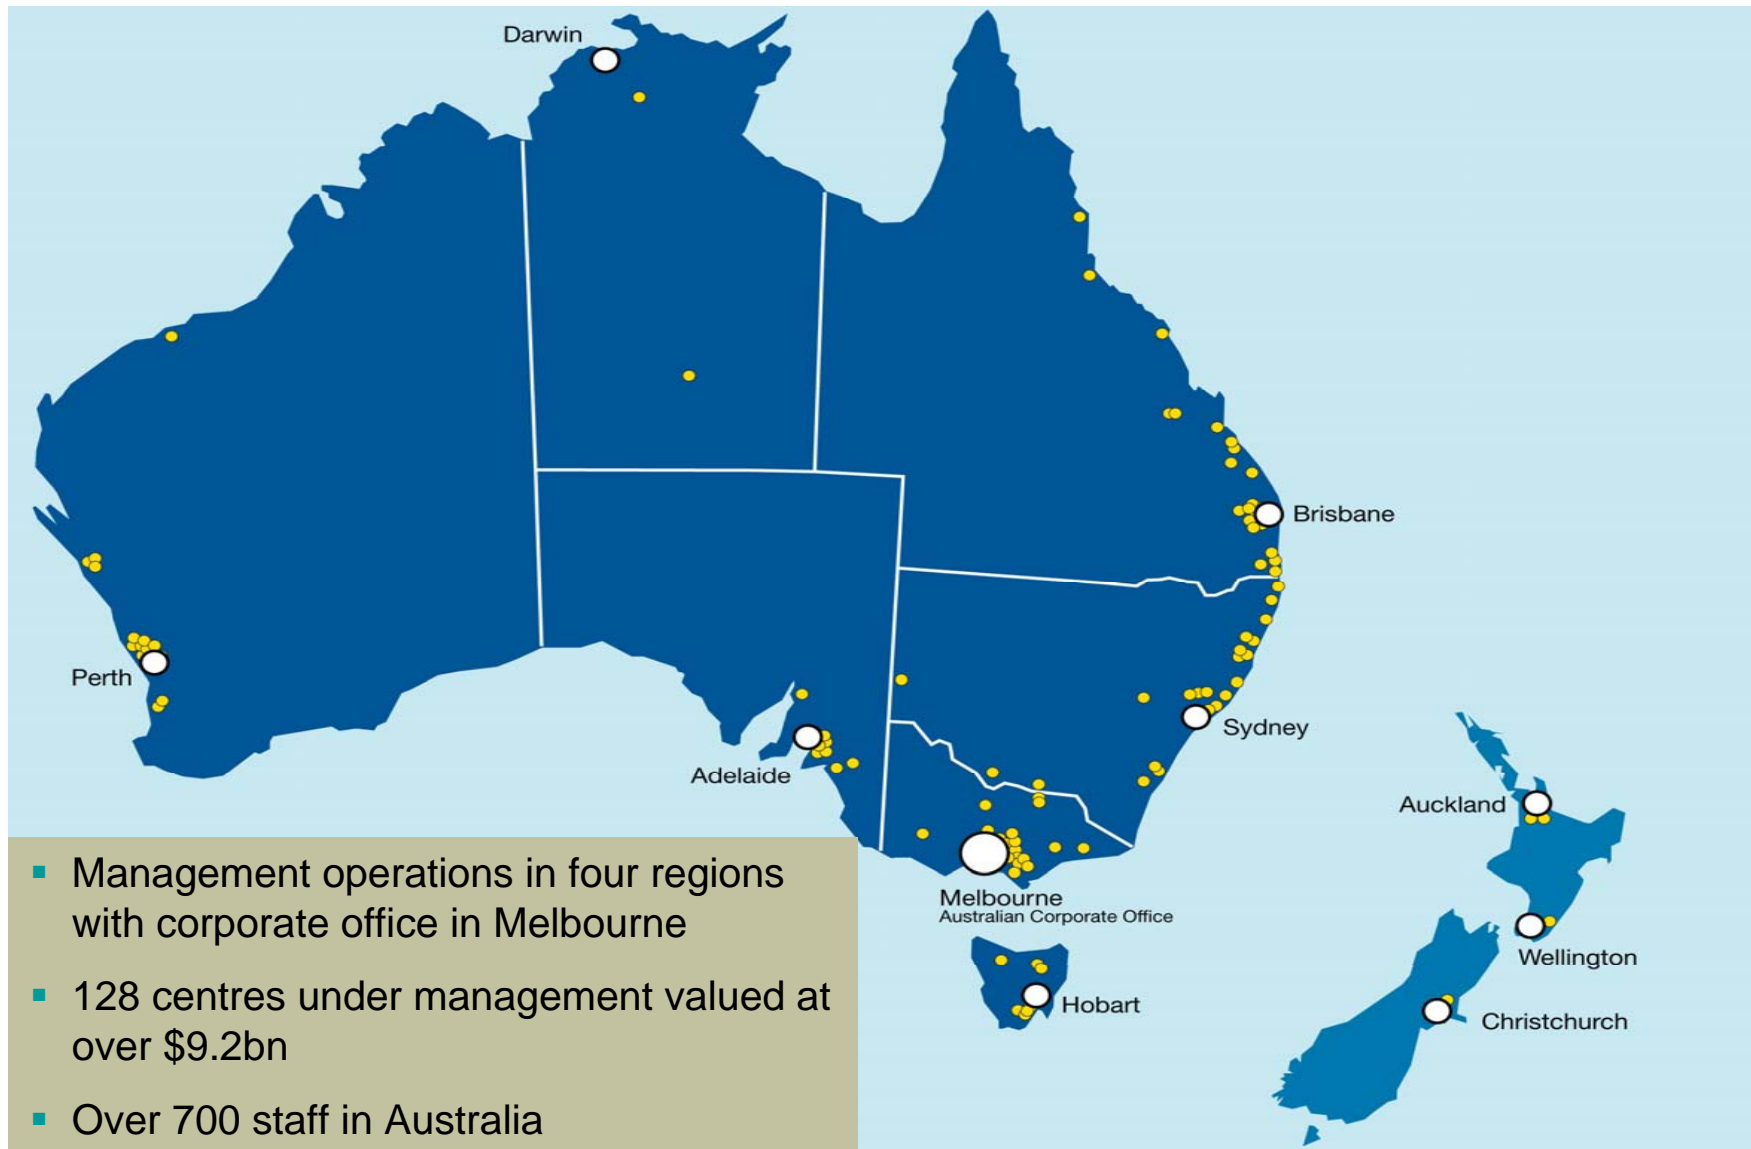 Darwin
Brisbane
Perth
Sydney
Adelaide
Auckland
Melbourne
Australian Corporate Office
Wellington
Hobart
Christchurch
▪ Management operations in four regions
with corporate office in Melbourne
▪ 128 centres under management valued at
over $9.2bn
▪ Over 700 staff in Australia